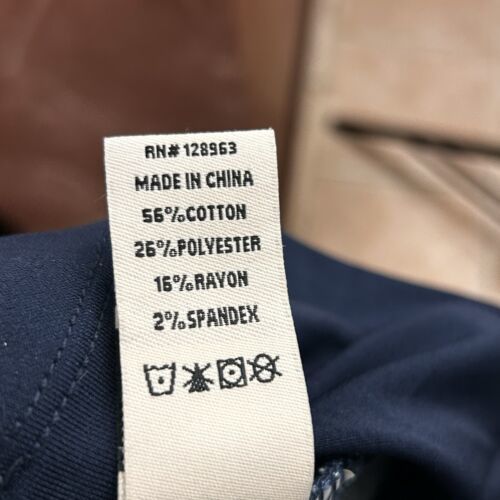 RN# 128963
MADE IN CHINA
56%COTTON
26%POLYESTER
16%RAYON
2%SPANDEX